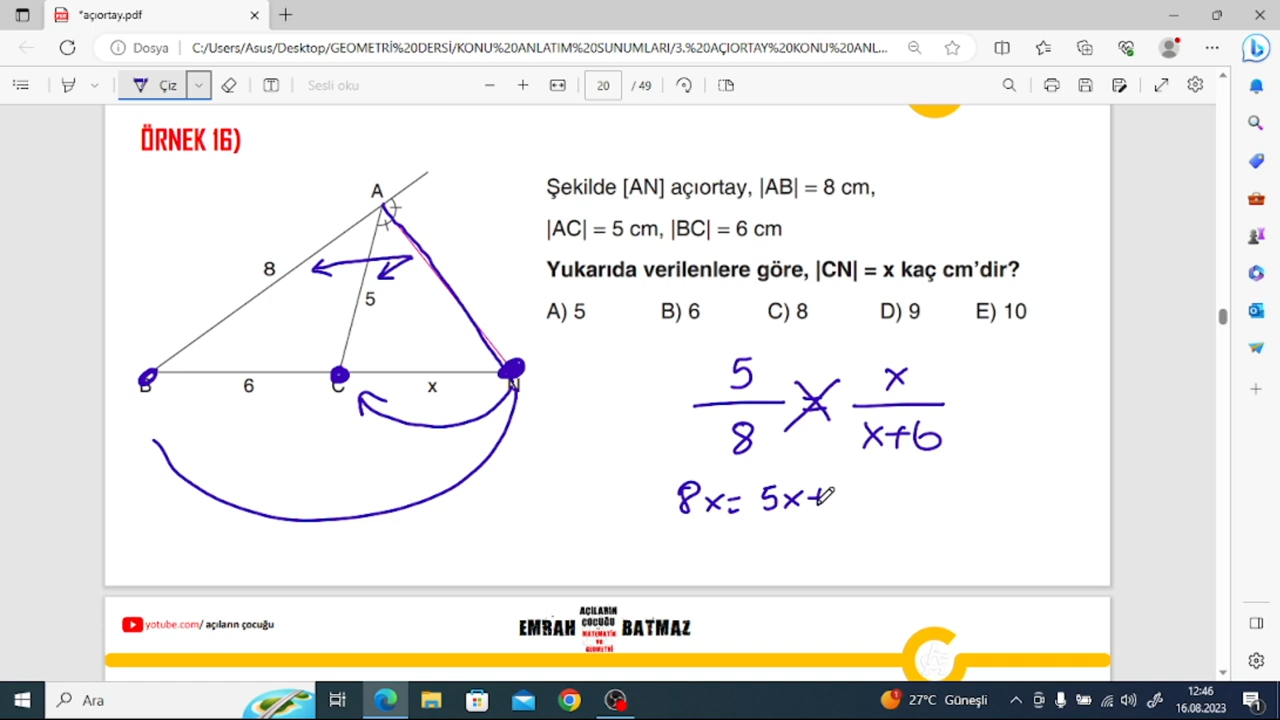 *açıortay.pdf
Dosya C:/Users/Asus/Desktop/GEOMETRİ%20DERSİ/KONU%20ANLATIM%20SUNUMLARI/3.%20AÇIORTAY%20KONU%20ANL...
Çiz Sesli oku 20 / 49
ÖRNEK 16)
A
8
5
B C N
6 x
Şekilde [AN] açıortay, |AB| = 8 cm,
|AC| = 5 cm, |BC| = 6 cm
Yukarıda verilenlere göre, |CN| = x kaç cm'dir?
A) 5 B) 6 C) 8 D) 9 E) 10
5 x
8 x+6
8x= 5x+
yotube.com/ açıların çocuğu
EMRAH AÇILARIN ÇOCUĞU MATEMATİK VE GEOMETRİ BATMAZ
Ara
27°C Güneşli
12:46
16.08.2023